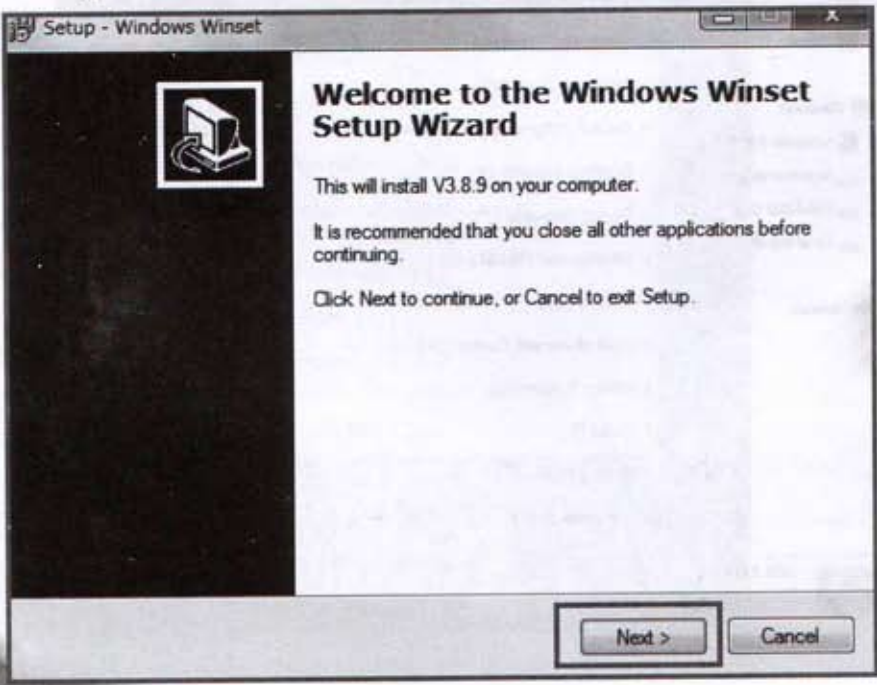 Setup - Windows Winset
Welcome to the Windows Winset
Setup Wizard
This will install V3.8.9 on your computer.
It is recommended that you close all other applications before
continuing.
Click Next to continue, or Cancel to exit Setup.
Next >
Cancel